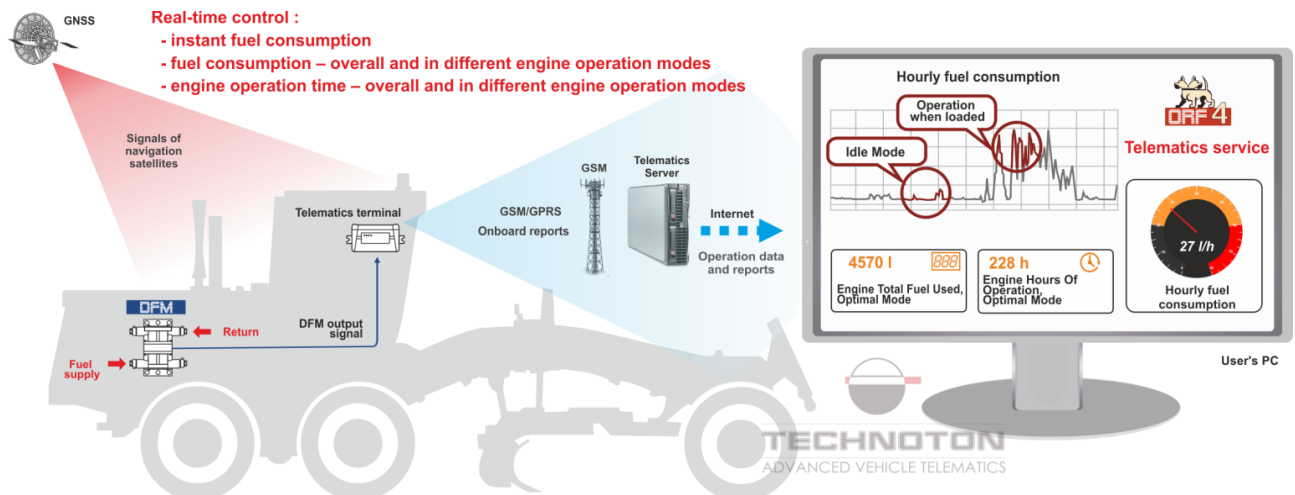 GNSS
Real-time control :
- instant fuel consumption
- fuel consumption – overall and in different engine operation modes
- engine operation time – overall and in different engine operation modes
Signals of
navigation
satellites
Telematics terminal
DFM
Return
Fuel
supply
DFM output
signal
GSM/GPRS
Onboard reports
GSM
Telematics
Server
Internet
Operation data
and reports
Hourly fuel consumption
Operation
when loaded
Idle Mode
ORF 4
Telematics service
27 l/h
Hourly fuel
consumption
4570 l
888
Engine Total Fuel Used,
Optimal Mode
228 h
Engine Hours Of
Operation,
Optimal Mode
User's PC
TECHNOTON
ADVANCED VEHICLE TELEMATICS